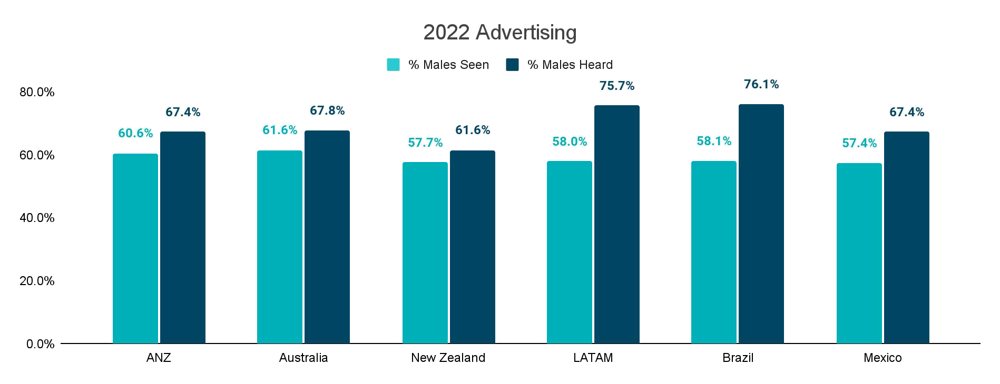 2022 Advertising
% Males Seen % Males Heard
80.0%
60.0%
40.0%
20.0%
0.0%
60.6% 67.4% 61.6% 67.8% 57.7% 61.6% 58.0% 75.7% 58.1% 76.1% 57.4% 67.4%
ANZ Australia New Zealand LATAM Brazil Mexico